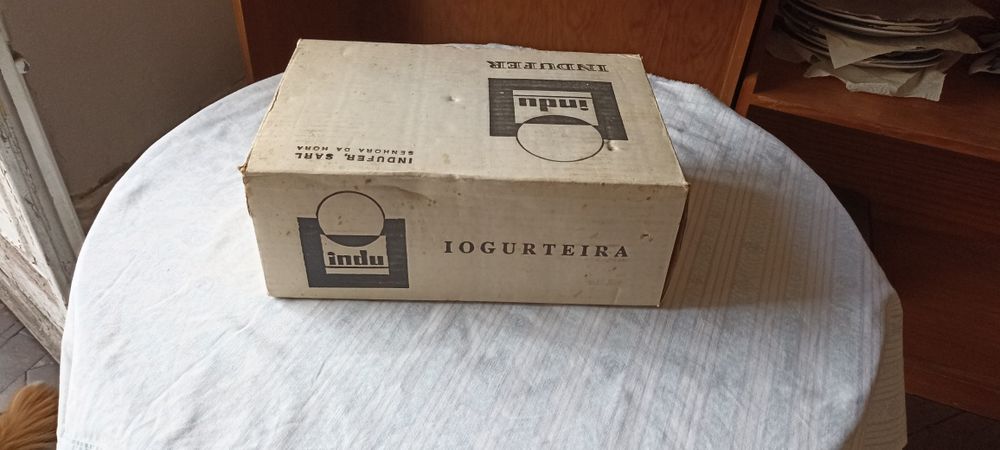 INDUFER
indu
INDUFER, SARL
SENHORA DA HORA
indu
IOGURTEIRA